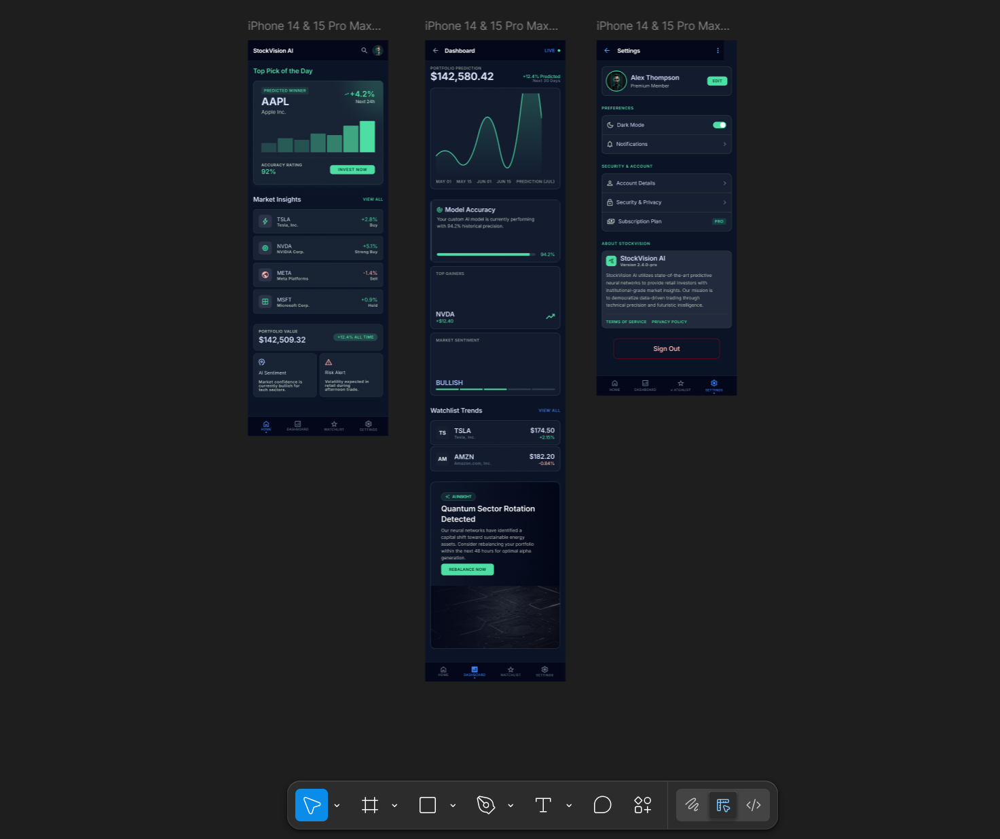 iPhone 14 & 15 Pro Max...
StockVision AI
Top Pick of the Day
PREDICTED WINNER
+4.2%
AAPL
Next 24h
Apple Inc.
ACCURACY RATING
92%
INVEST NOW
Market Insights
VIEW ALL
TSLA
+2.8%
Tesla, Inc.
Buy
NVDA
+5.1%
NVIDIA Corp.
Strong Buy
META
-1.4%
Meta Platforms
Sell
MSFT
+0.9%
Microsoft Corp.
Hold
PORTFOLIO VALUE
$142,509.32
+12.4% ALL TIME
AI Sentiment
Market confidence is
currently bullish for
tech sectors.
Risk Alert
Volatility expected in
retail during
afternoon trade.
HOME
DASHBOARD
WATCHLIST
SETTINGS
iPhone 14 & 15 Pro Max...
Dashboard
LIVE
PORTFOLIO PREDICTION
$142,580.42
+12.4% Predicted
Next 30 Days
MAY 01
MAY 15
JUN 01
JUN 15
PREDICTION (JUL)
Model Accuracy
Your custom AI model is currently performing
with 94.2% historical precision.
94.2%
TOP GAINERS
NVDA
+$12.40
MARKET SENTIMENT
BULLISH
Watchlist Trends
VIEW ALL
TS
TSLA
$174.50
Tesla, Inc.
+2.15%
AM
AMZN
$182.20
Amazon.com, Inc.
-0.84%
AI INSIGHT
Quantum Sector Rotation
Detected
Our neural networks have identified a
capital shift toward sustainable energy
assets. Consider rebalancing your portfolio
within the next 48 hours for optimal alpha
generation.
REBALANCE NOW
HOME
DASHBOARD
WATCHLIST
SETTINGS
iPhone 14 & 15 Pro Max...
Settings
Alex Thompson
Premium Member
EDIT
PREFERENCES
Dark Mode
Notifications
SECURITY & ACCOUNT
Account Details
Security & Privacy
Subscription Plan
PRO
ABOUT STOCKVISION
StockVision AI
Version 2.4.0-pro
StockVision AI utilizes state-of-the-art predictive
neural networks to provide retail investors with
institutional-grade market insights. Our mission is
to democratize data-driven trading through
technical precision and futuristic intelligence.
TERMS OF SERVICE
PRIVACY POLICY
Sign Out
HOME
DASHBOARD
WATCHLIST
SETTINGS